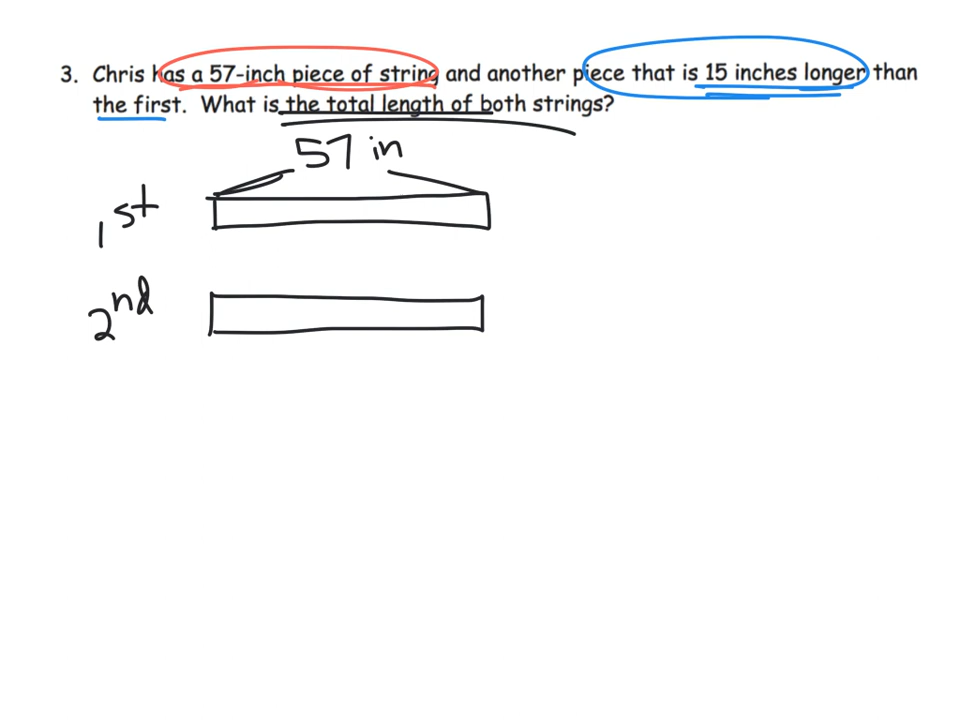 3. Chris has a 57-inch piece of string and another piece that is 15 inches longer than
the first. What is the total length of both strings?
57 in
1st
2nd